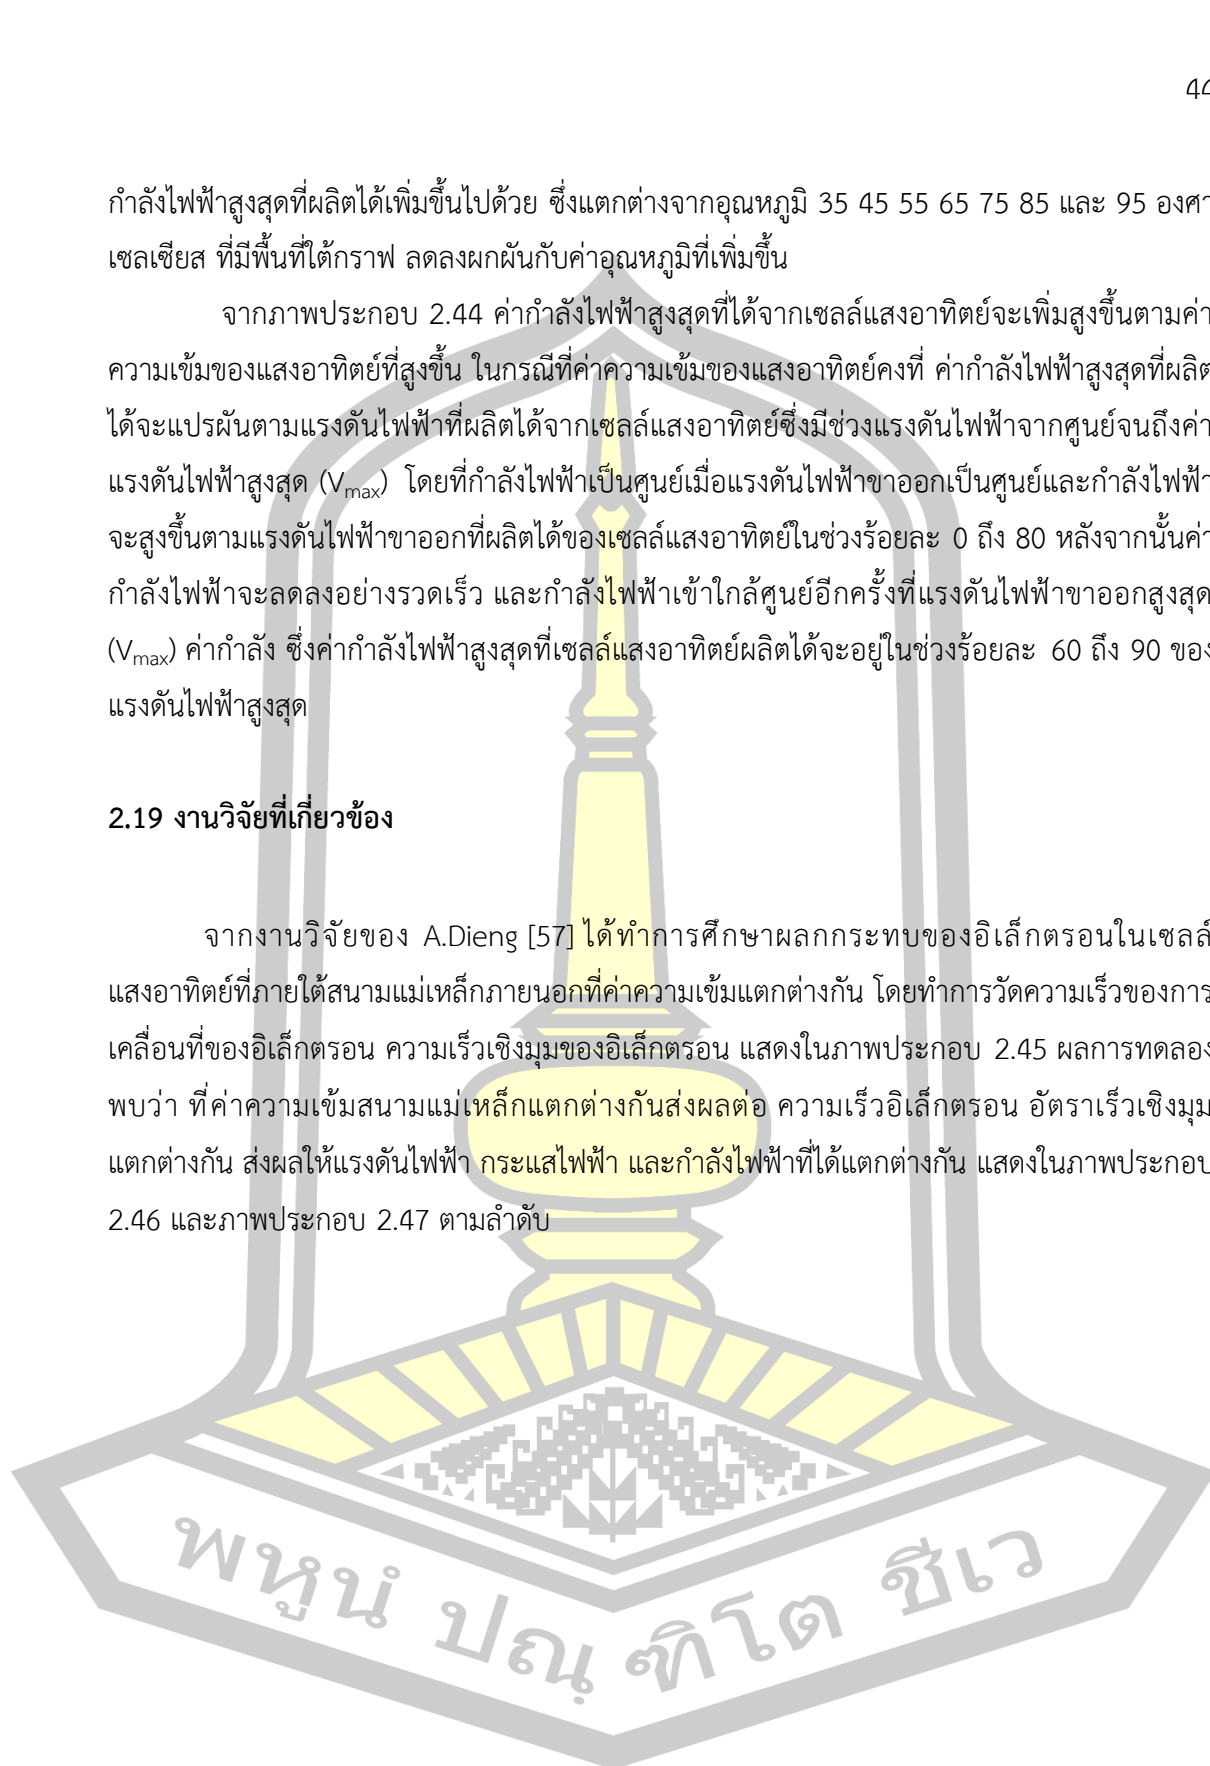 44
กำลังไฟฟ้าสูงสุดที่ผลิตได้เพิ่มขึ้นไปด้วย ซึ่งแตกต่างจากอุณหภูมิ 35 45 55 65 75 85 และ 95 องศา
เซลเซียส ที่มีพื้นที่ใต้กราฟ ลดลงผกผันกับค่าอุณหภูมิที่เพิ่มขึ้น
จากภาพประกอบ 2.44 ค่ากำลังไฟฟ้าสูงสุดที่ได้จากเซลล์แสงอาทิตย์จะเพิ่มสูงขึ้นตามค่า
ความเข้มของแสงอาทิตย์ที่สูงขึ้น ในกรณีที่ค่าความเข้มของแสงอาทิตย์คงที่ ค่ากำลังไฟฟ้าสูงสุดที่ผลิต
ได้จะแปรผันตามแรงดันไฟฟ้าที่ผลิตได้จากเซลล์แสงอาทิตย์ซึ่งมีช่วงแรงดันไฟฟ้าจากศูนย์จนถึงค่า
แรงดันไฟฟ้าสูงสุด (Vmax) โดยที่กำลังไฟฟ้าเป็นศูนย์เมื่อแรงดันไฟฟ้าขาออกเป็นศูนย์และกำลังไฟฟ้า
จะสูงขึ้นตามแรงดันไฟฟ้าขาออกที่ผลิตได้ของเซลล์แสงอาทิตย์ในช่วงร้อยละ 0 ถึง 80 หลังจากนั้นค่า
กำลังไฟฟ้าจะลดลงอย่างรวดเร็ว และกำลังไฟฟ้าเข้าใกล้ศูนย์อีกครั้งที่แรงดันไฟฟ้าขาออกสูงสุด
(Vmax) ค่ากำลัง ซึ่งค่ากำลังไฟฟ้าสูงสุดที่เซลล์แสงอาทิตย์ผลิตได้จะอยู่ในช่วงร้อยละ 60 ถึง 90 ของ
แรงดันไฟฟ้าสูงสุด
2.19 งานวิจัยที่เกี่ยวข้อง
จากงานวิจัยของ A.Dieng [57] ได้ทำการศึกษาผลกกระทบของอิเล็กตรอนในเซลล์
แสงอาทิตย์ที่ภายใต้สนามแม่เหล็กภายนอกที่ค่าความเข้มแตกต่างกัน โดยทำการวัดความเร็วของการ
เคลื่อนที่ของอิเล็กตรอน ความเร็วเชิงมุมของอิเล็กตรอน แสดงในภาพประกอบ 2.45 ผลการทดลอง
พบว่า ที่ค่าความเข้มสนามแม่เหล็กแตกต่างกันส่งผลต่อ ความเร็วอิเล็กตรอน อัตราเร็วเชิงมุม
แตกต่างกัน ส่งผลให้แรงดันไฟฟ้า กระแสไฟฟ้า และกำลังไฟฟ้าที่ได้แตกต่างกัน แสดงในภาพประกอบ
2.46 และภาพประกอบ 2.47 ตามลำดับ
พหูนํ ปณฺฑิโต ชีเว